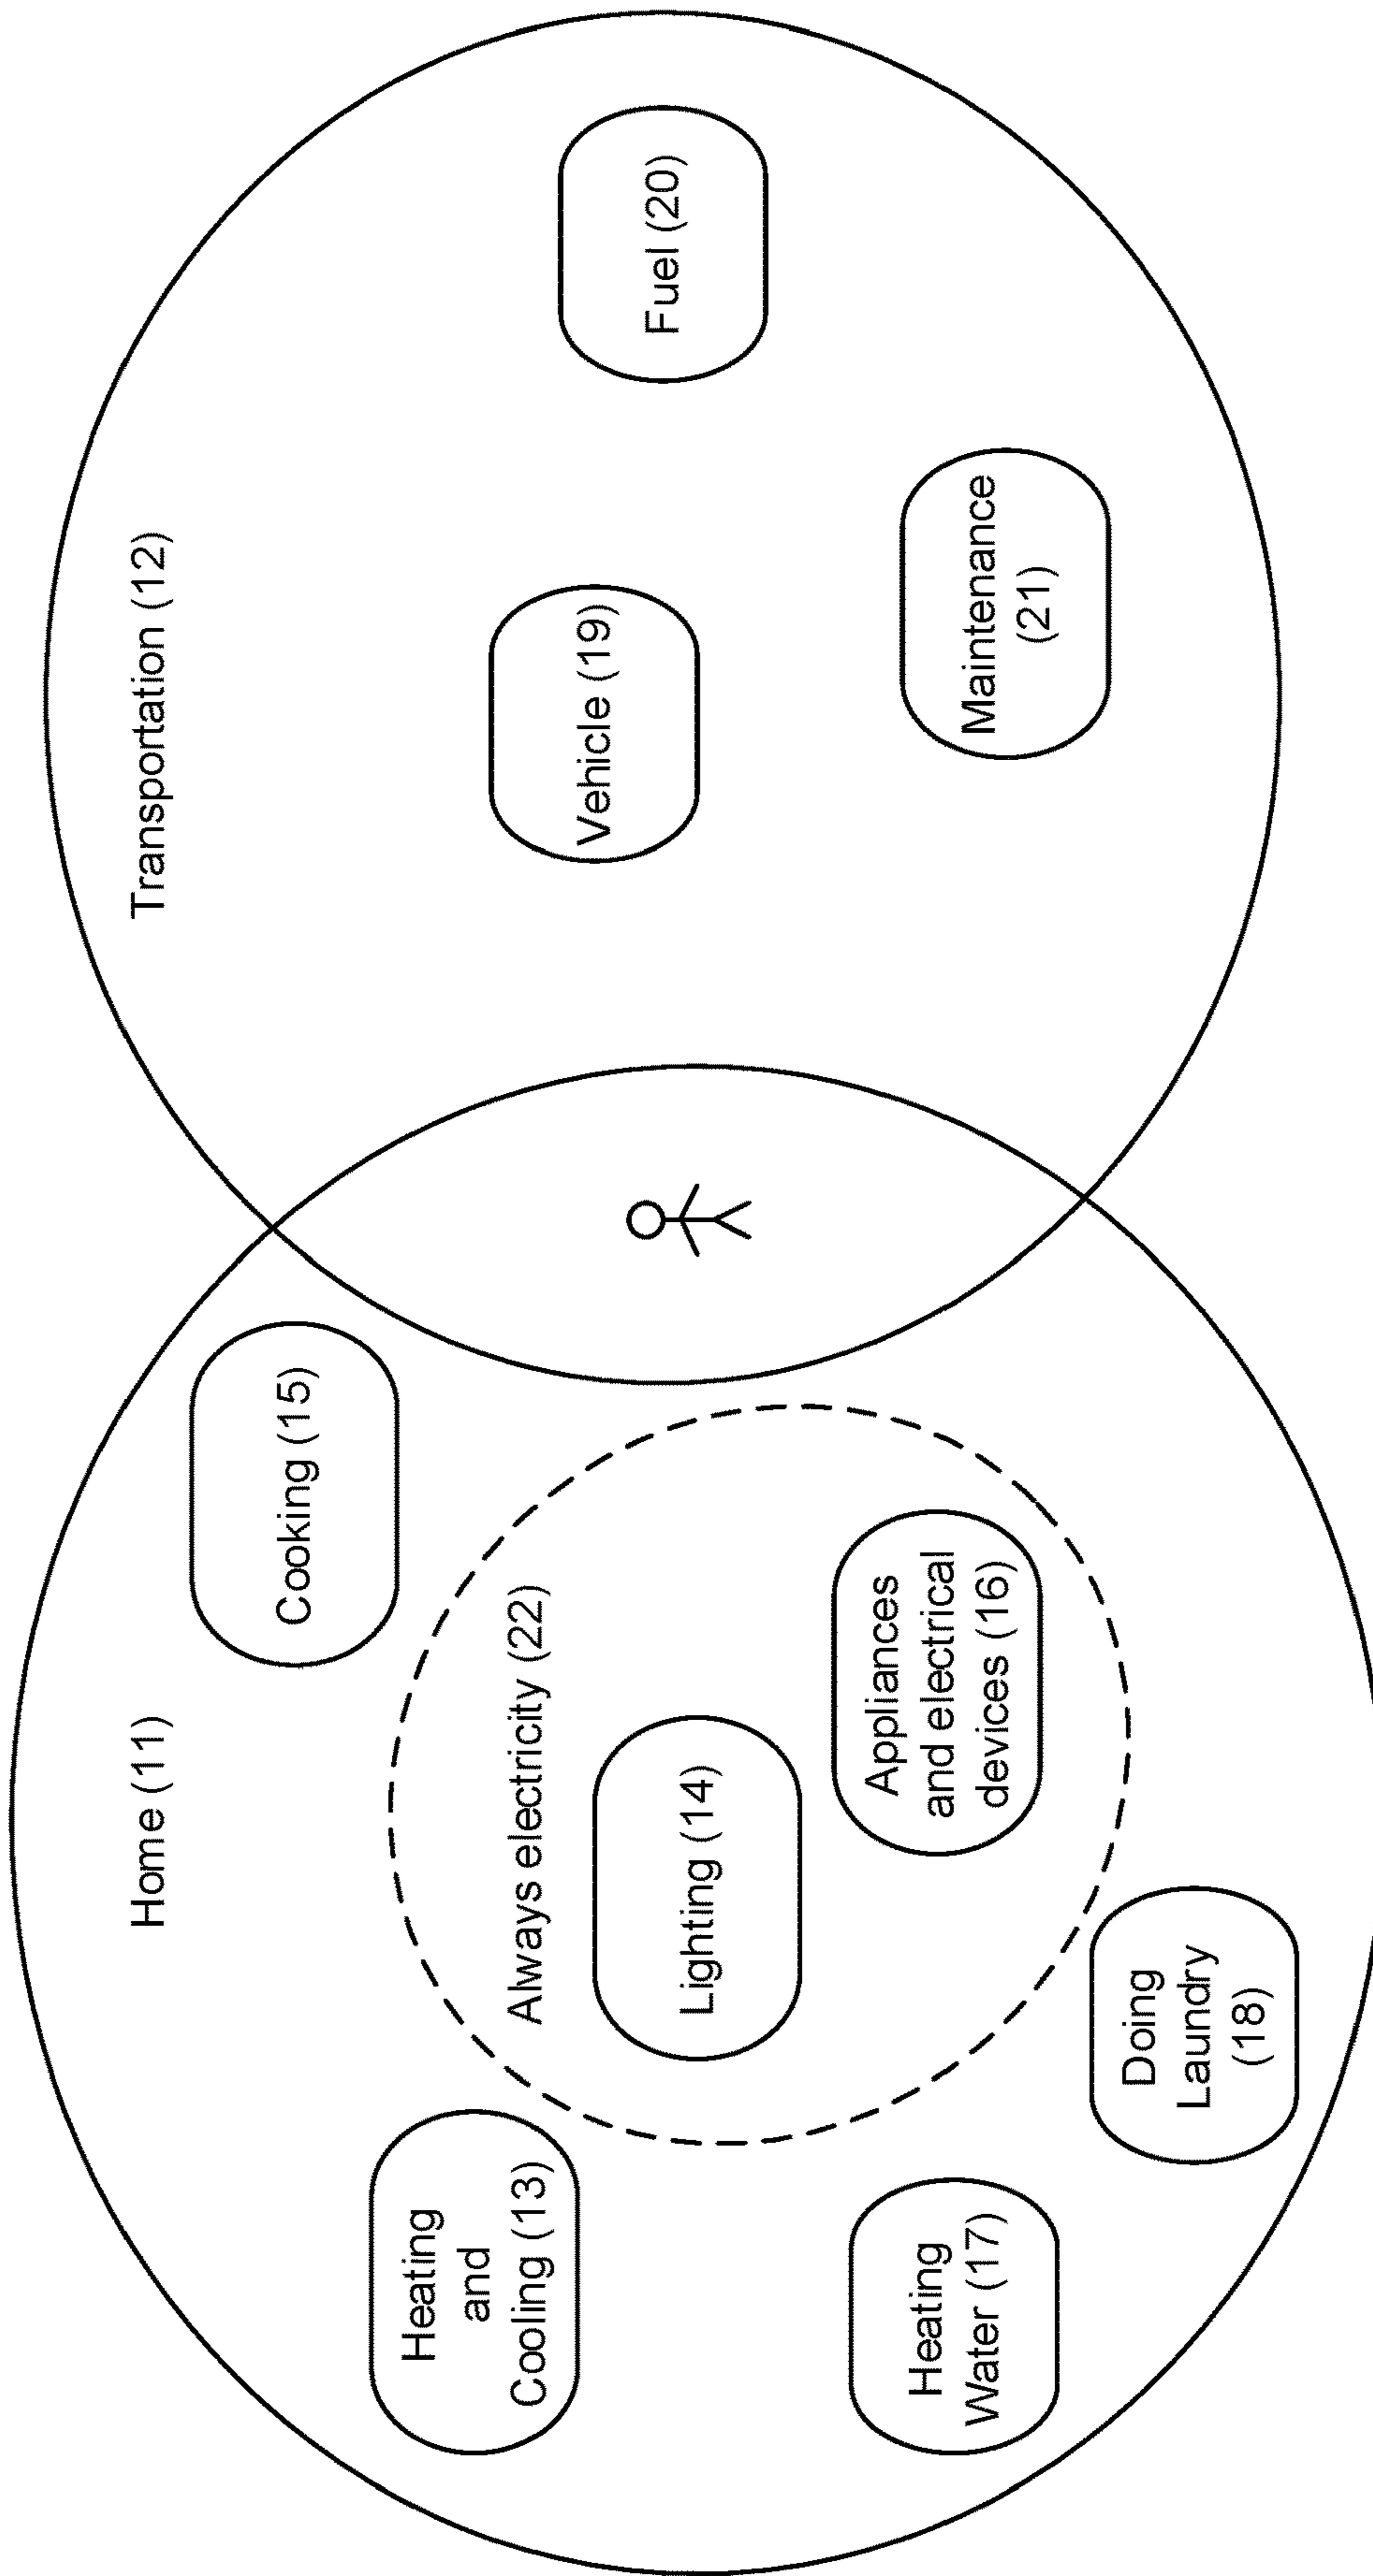 Home (11)
Transportation (12)
Cooking (15)
Heating
and
Cooling (13)
Always electricity (22)
Vehicle (19)
Fuel (20)
Lighting (14)
Appliances
and electrical
devices (16)
Heating
Water (17)
Maintenance
(21)
Doing
Laundry
(18)